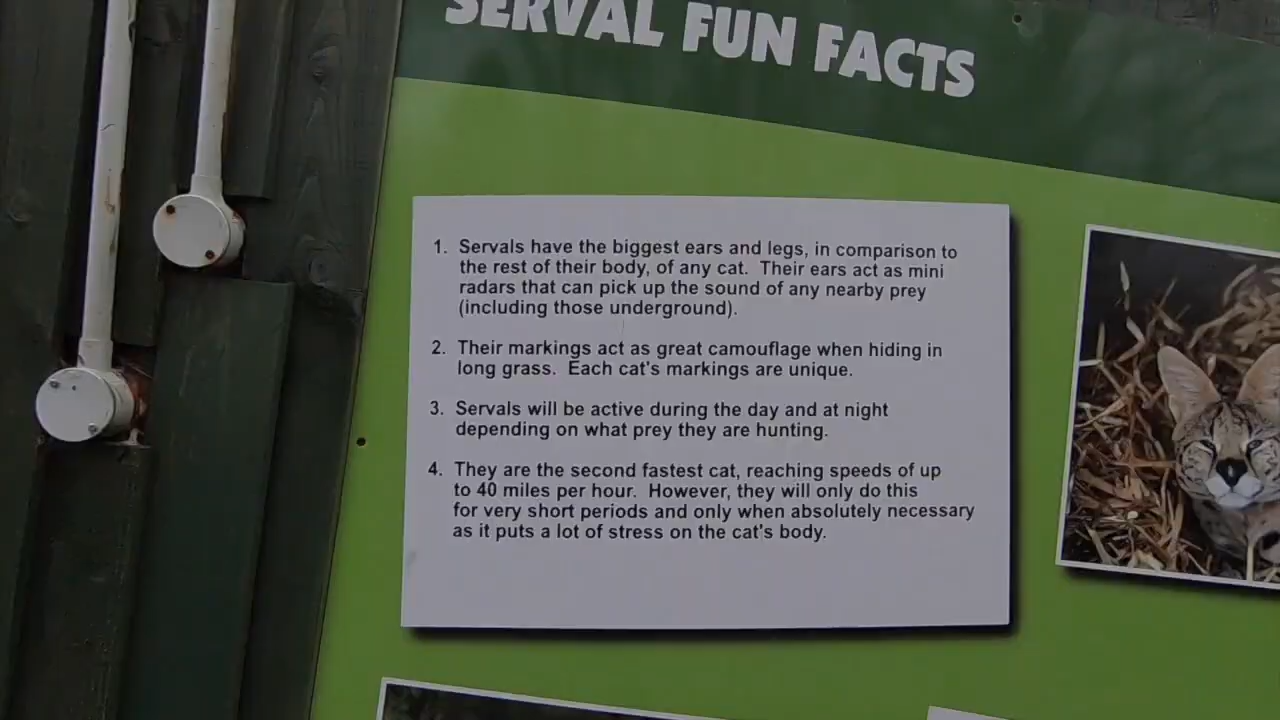 SERVAL FUN FACTS
1. Servals have the biggest ears and legs, in comparison to
the rest of their body, of any cat. Their ears act as mini
radars that can pick up the sound of any nearby prey
(including those underground).
2. Their markings act as great camouflage when hiding in
long grass. Each cat's markings are unique.
3. Servals will be active during the day and at night
depending on what prey they are hunting.
4. They are the second fastest cat, reaching speeds of up
to 40 miles per hour. However, they will only do this
for very short periods and only when absolutely necessary
as it puts a lot of stress on the cat's body.